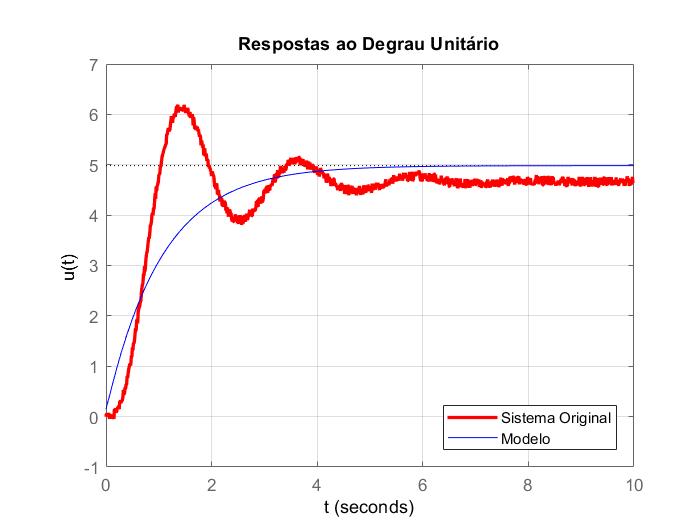 Respostas ao Degrau Unitário
7
6
5
4
3
2
1
0
-1
u(t)
0 2 4 6 8 10
t (seconds)
Sistema Original
Modelo